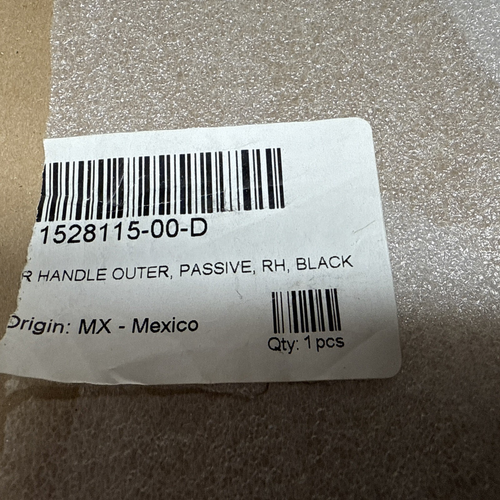 1528115-00-D
R HANDLE OUTER, PASSIVE, RH, BLACK
Origin: MX - Mexico
Qty: 1 pcs